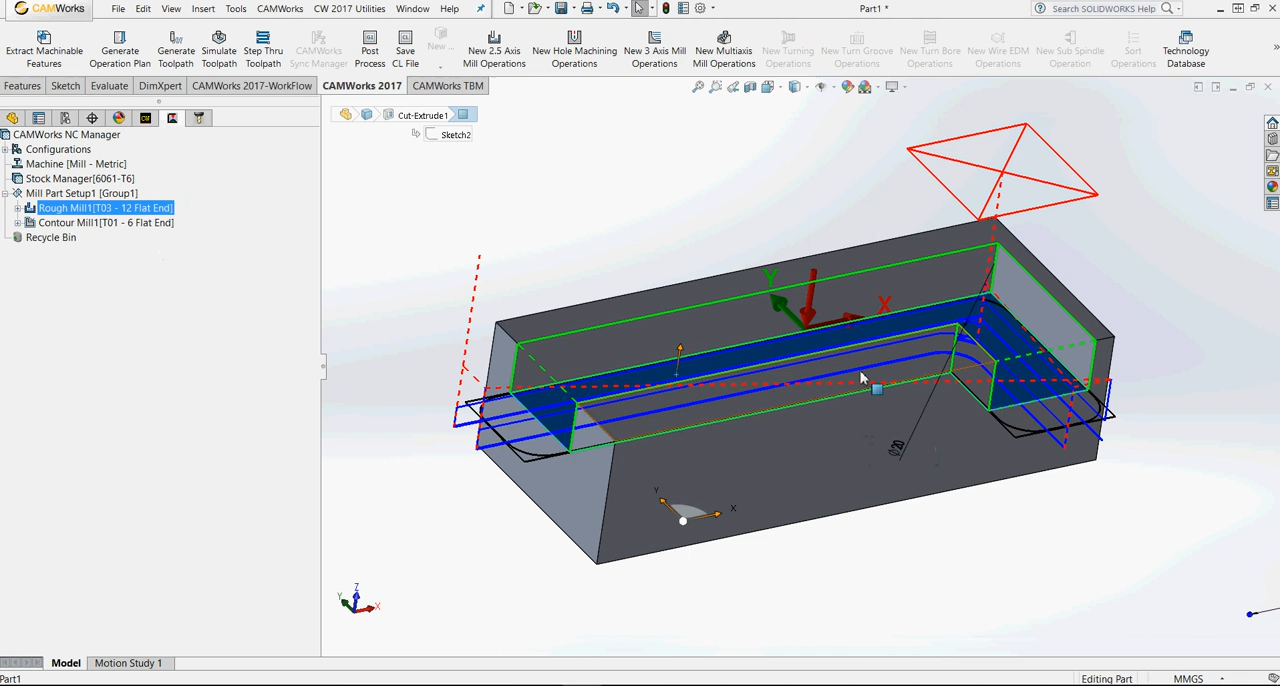 CAMWorks File Edit View Insert Tools CAMWorks CW 2017 Utilities Window Help Part1 * Search SOLIDWORKS Help
Extract Machinable Features
Generate Operation Plan
Generate Toolpath
Simulate Toolpath
Step Thru Toolpath
CAMWorks Sync Manager
Post Process
Save CL File
New ...
New 2.5 Axis Mill Operations
New Hole Machining Operations
New 3 Axis Mill Operations
New Multiaxis Mill Operations
New Turning Operations
New Turn Groove Operations
New Turn Bore Operations
New Wire EDM Operations
New Sub Spindle Operation
Sort Operations
Technology Database
Features Sketch Evaluate DimXpert CAMWorks 2017-WorkFlow CAMWorks 2017 CAMWorks TBM
Cut-Extrude1
Sketch2
CAMWorks NC Manager
Configurations
Machine [Mill - Metric]
Stock Manager[6061-T6]
Mill Part Setup1 [Group1]
Rough Mill1[T03 - 12 Flat End]
Contour Mill1[T01 - 6 Flat End]
Recycle Bin
Y
X
Ø20
Y
X
Z
Y
X
Model Motion Study 1
Part1 Editing Part MMGS